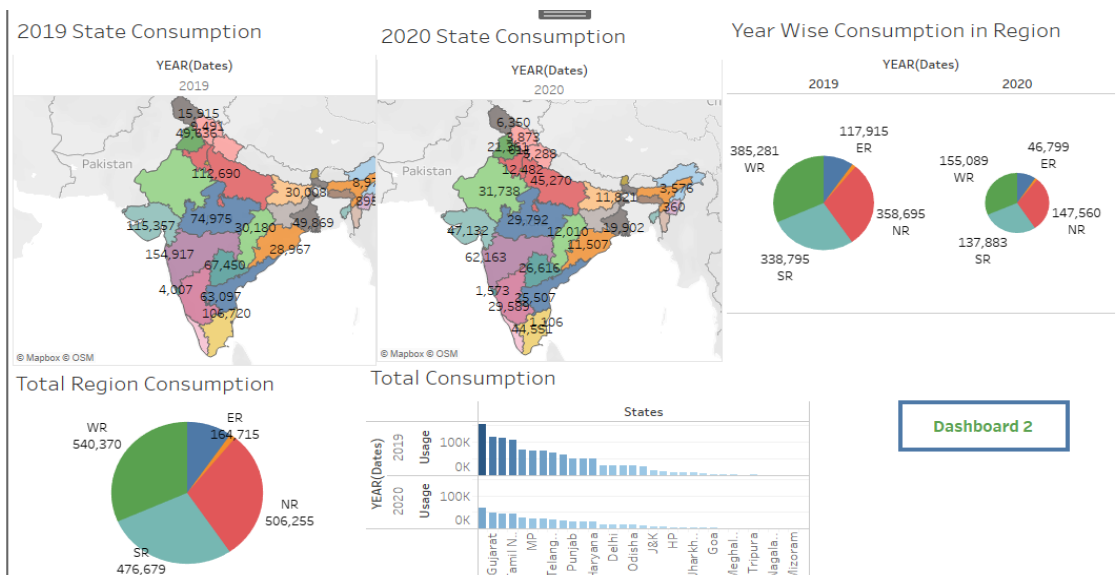 2019 State Consumption
YEAR(Dates)
2019
15,915
9,491
49,636
Pakistan
112,690
30,008
8,97
895
115,357
74,975
30,180
49,869
28,967
154,917
67,450
4,007
63,097
106,720
© Mapbox © OSM
2020 State Consumption
YEAR(Dates)
2020
6,350
3,873
5,288
12,482
45,270
Pakistan
31,738
11,821
3,576
360
47,132
29,792
12,010
19,902
11,507
62,163
26,616
1,573
25,507
29,589
1,106
44,551
© Mapbox © OSM
Year Wise Consumption in Region
YEAR(Dates)
2019
2020
117,915
ER
385,281
WR
358,695
NR
338,795
SR
46,799
ER
155,089
WR
147,560
NR
137,883
SR
Total Region Consumption
WR
540,370
ER
164,715
NR
506,255
SR
476,679
Total Consumption
States
YEAR(Dates)
2019
Usage
100K
0K
2020
Usage
100K
0K
Gujarat
Tamil N..
MP
Telang..
Punjab
Haryana
Delhi
Odisha
J&K
HP
Jharkh..
Goa
Meghal..
Tripura
Nagala..
Mizoram
Dashboard 2